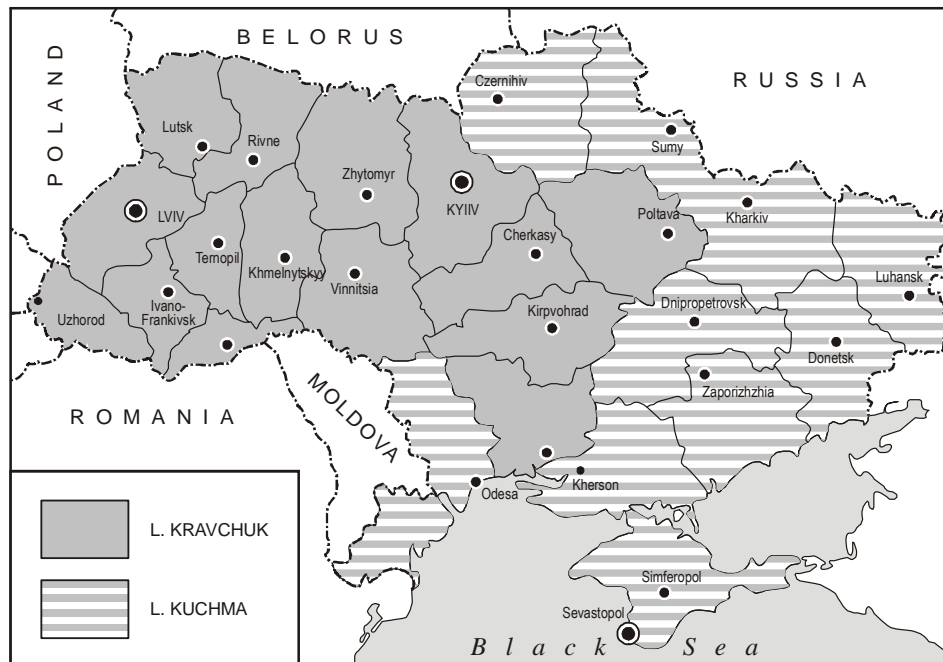 BELORUS
POLAND
RUSSIA
Czernihiv
Sumy
Lutsk
Rivne
Zhytomyr
KYIIV
Kharkiv
LVIV
Poltava
Cherkasy
Ternopil
Khmelnytskyy
Vinnitsia
Luhansk
Uzhorod
Ivano-
Frankivsk
Kirpvohrad
Dnipropetrovsk
Donetsk
Zaporizhzhia
ROMANIA
MOLDOVA
Odesa
Kherson
L. KRAVCHUK
L. KUCHMA
Simferopol
Sevastopol
Black Sea